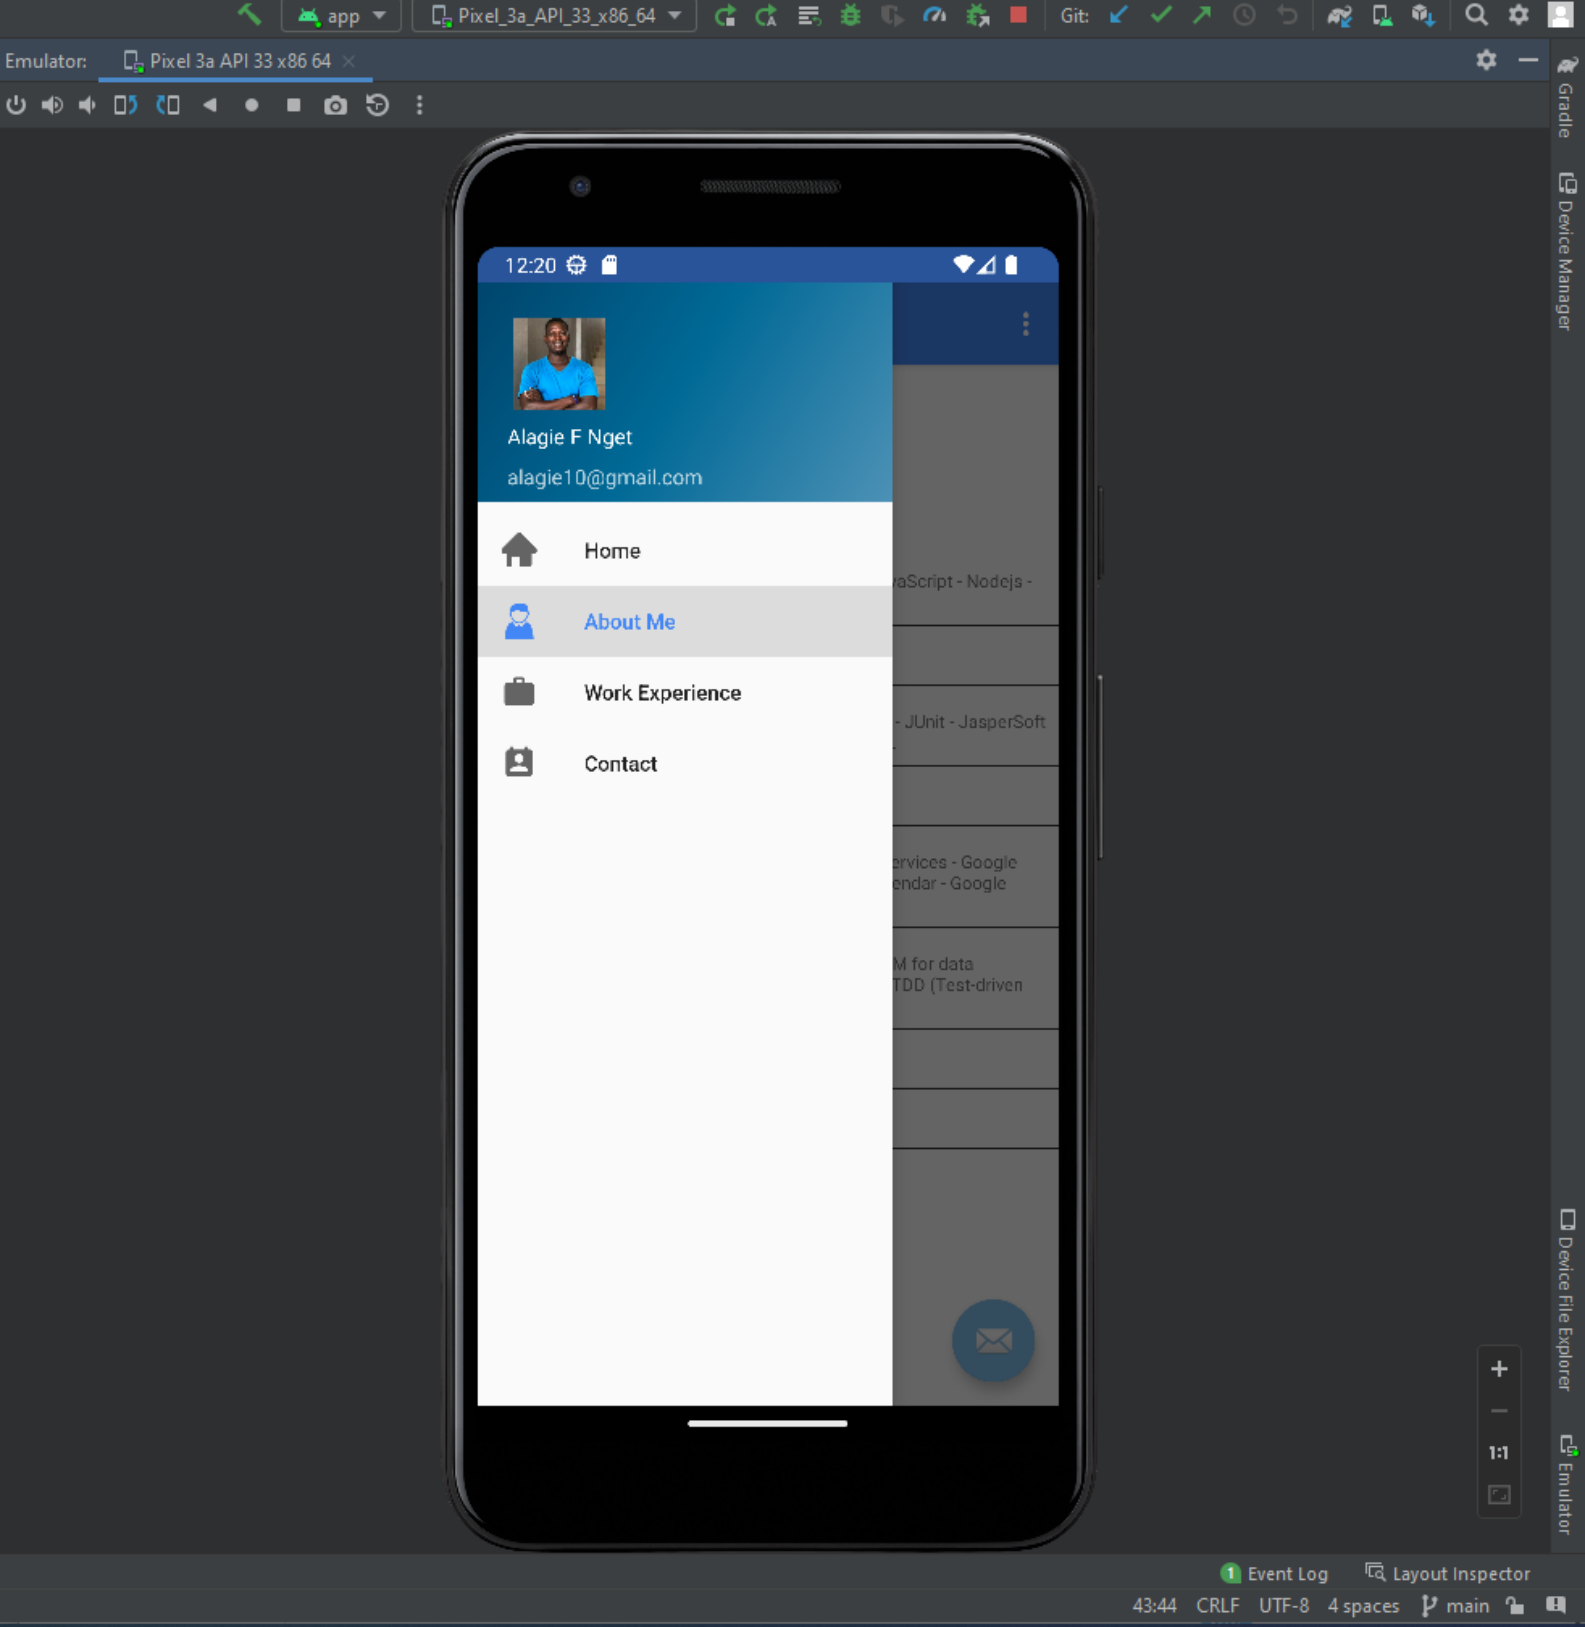 app
Pixel_3a_API_33_x86_64
Git:
Emulator:
Pixel 3a API 33 x86 64
Gradle
Device Manager
12:20
Alagie F Nget
alagie10@gmail.com
Home
About Me
Work Experience
Contact
aScript - Nodejs -
- JUnit - JasperSoft
ervices - Google
endar - Google
M for data
TDD (Test-driven
Device File Explorer
1:1
Emulator
1 Event Log
Layout Inspector
43:44 CRLF UTF-8 4 spaces main